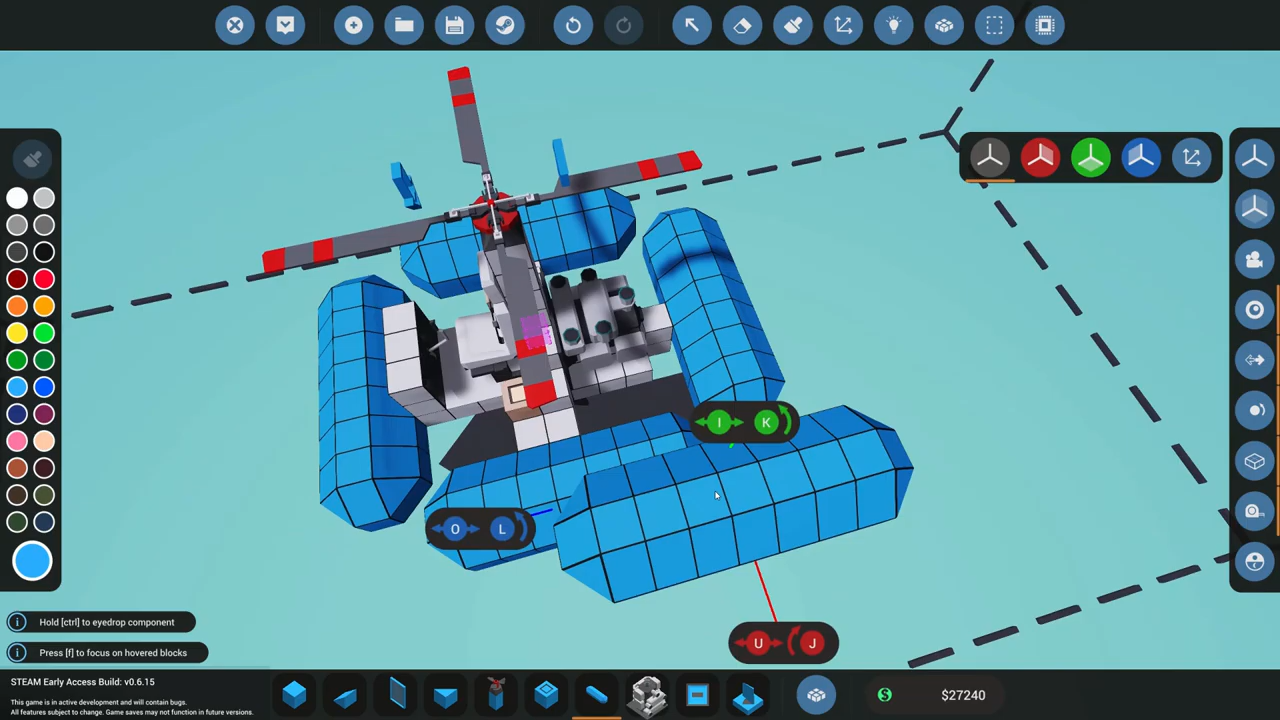 I
K
O
L
U
J
Hold [ctrl] to eyedrop component
Press [f] to focus on hovered blocks
STEAM Early Access Build: v0.6.15
This game is in active development and will contain bugs.
All features subject to change. Game saves may not function in future versions.
$
$27240